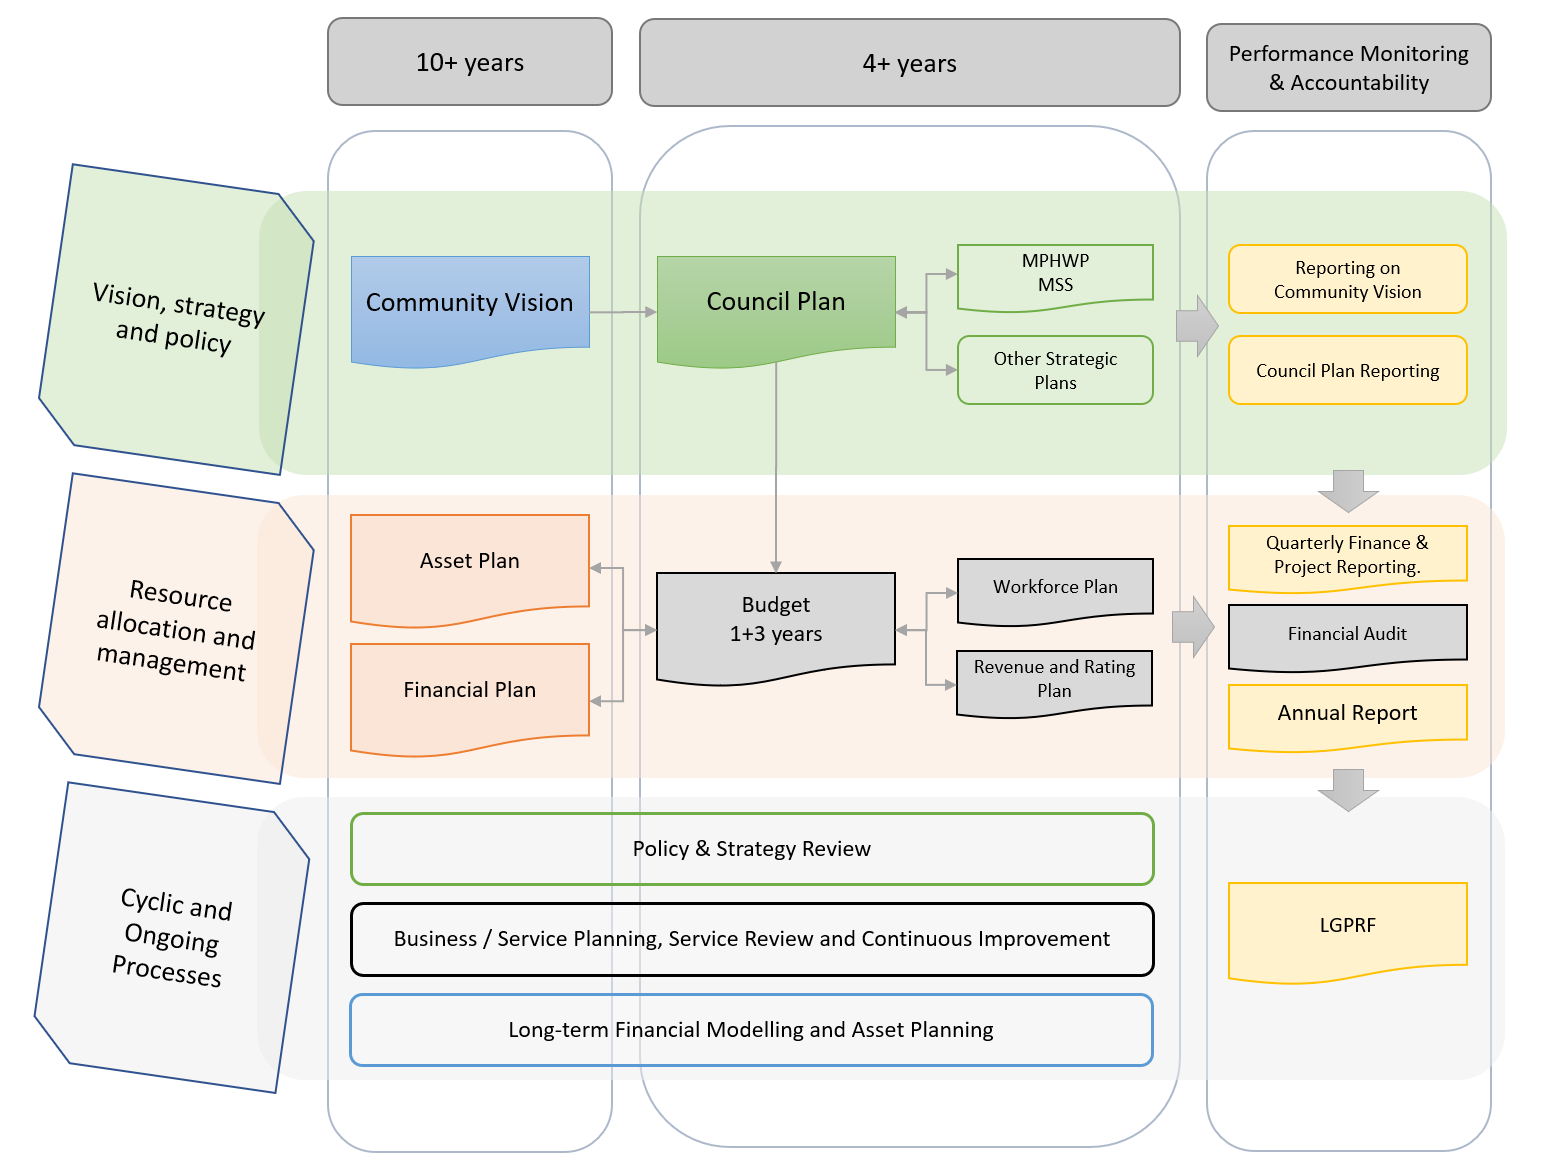 10+ years
4+ years
Performance Monitoring
& Accountability
Vision, strategy
and policy
Community Vision
Council Plan
MPHWP
MSS
Other Strategic
Plans
Reporting on
Community Vision
Council Plan Reporting
Resource
allocation and
management
Asset Plan
Financial Plan
Budget
1+3 years
Workforce Plan
Revenue and Rating
Plan
Quarterly Finance &
Project Reporting.
Financial Audit
Annual Report
Cyclic and
Ongoing
Processes
Policy & Strategy Review
Business / Service Planning, Service Review and Continuous Improvement
Long-term Financial Modelling and Asset Planning
LGPRF